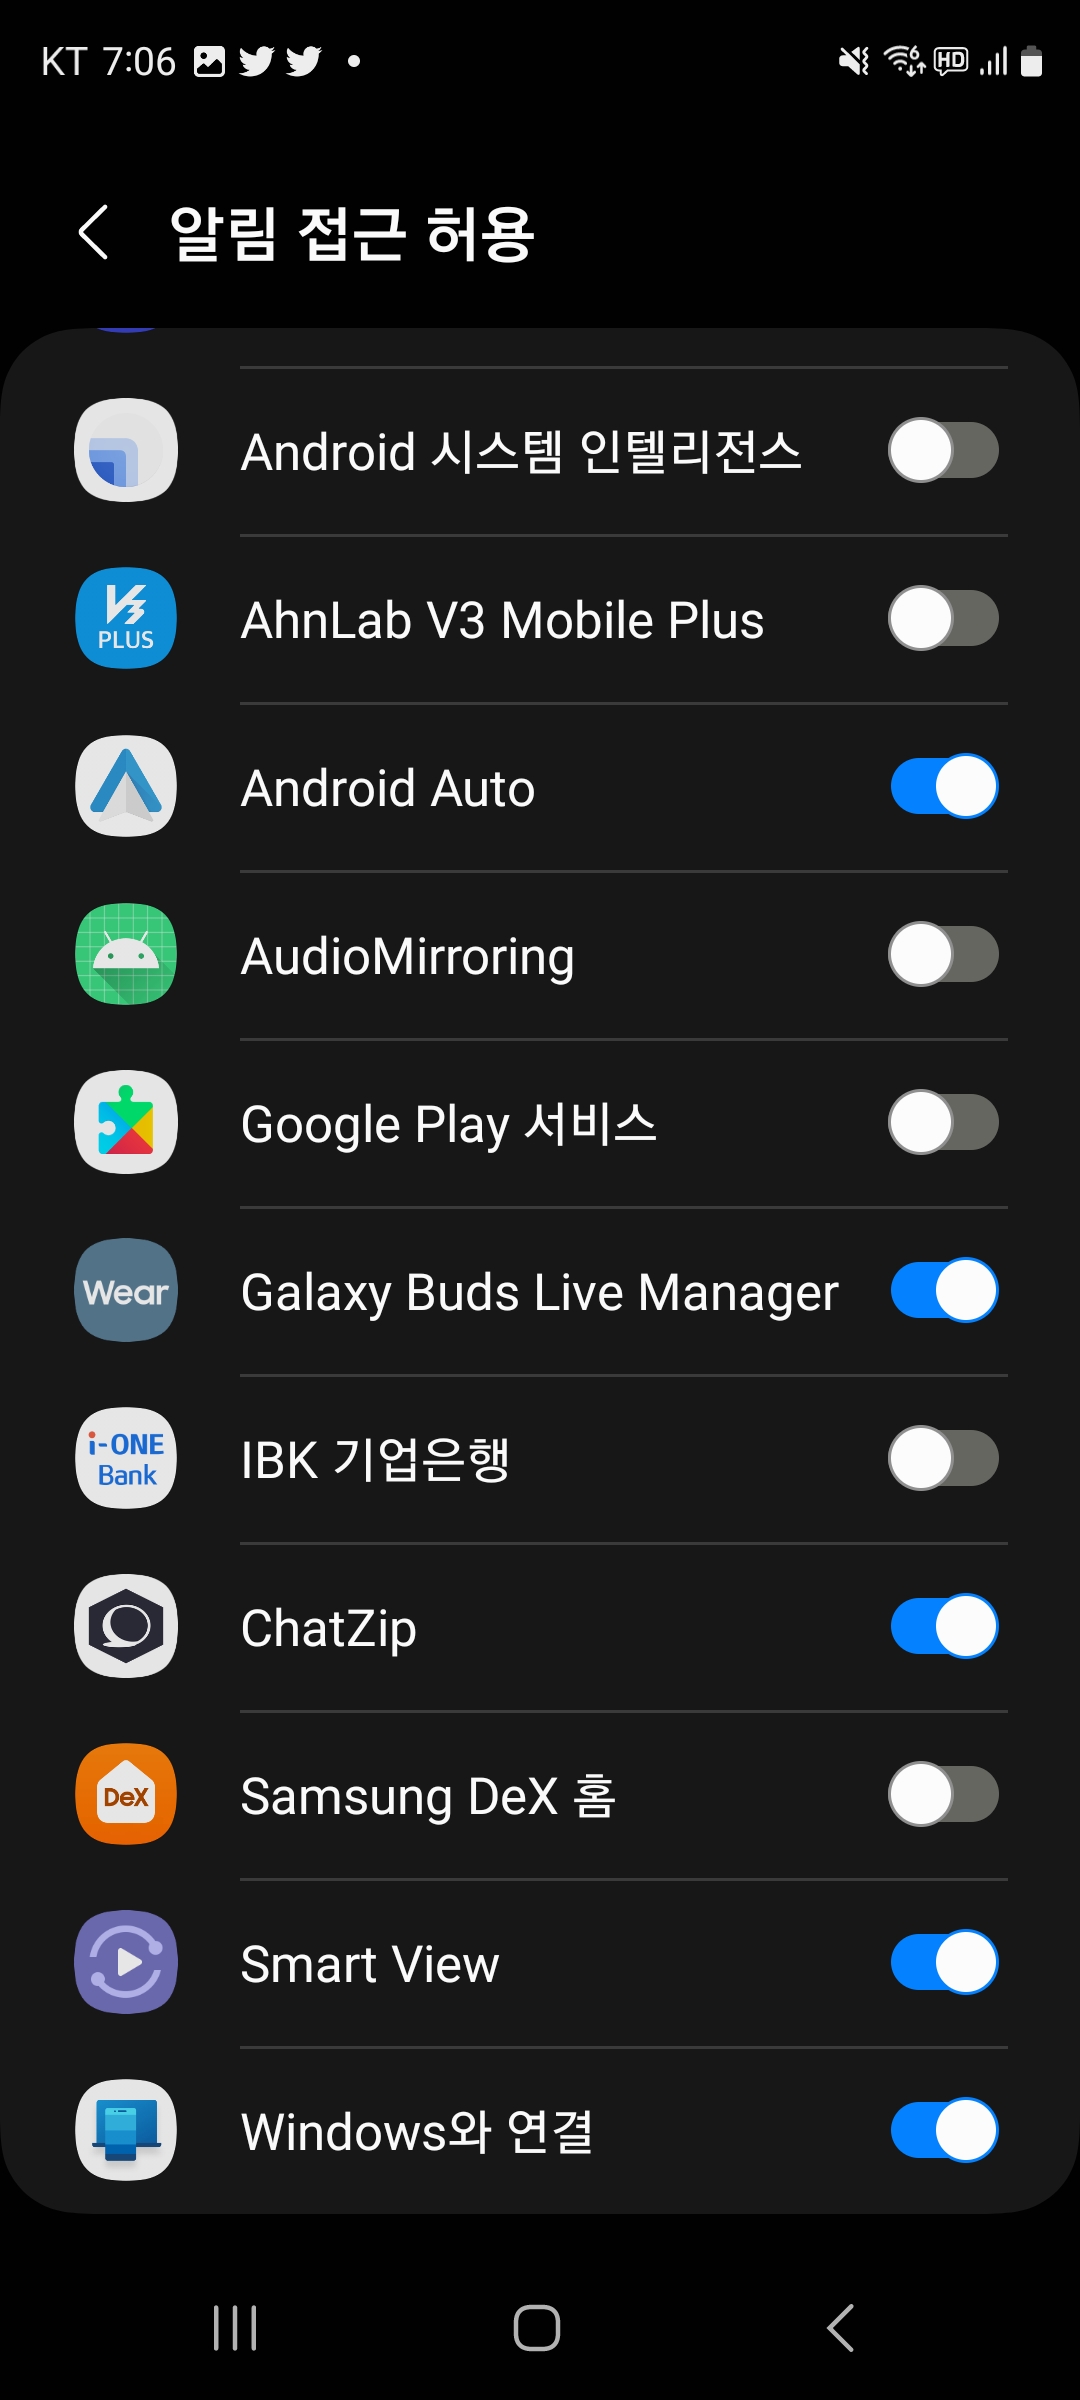 KT 7:06
HD
알림 접근 허용
Android 시스템 인텔리전스
V3
PLUS
AhnLab V3 Mobile Plus
Android Auto
AudioMirroring
Google Play 서비스
Wear
Galaxy Buds Live Manager
i-ONE
Bank
IBK 기업은행
ChatZip
DeX
Samsung DeX 홈
Smart View
Windows와 연결